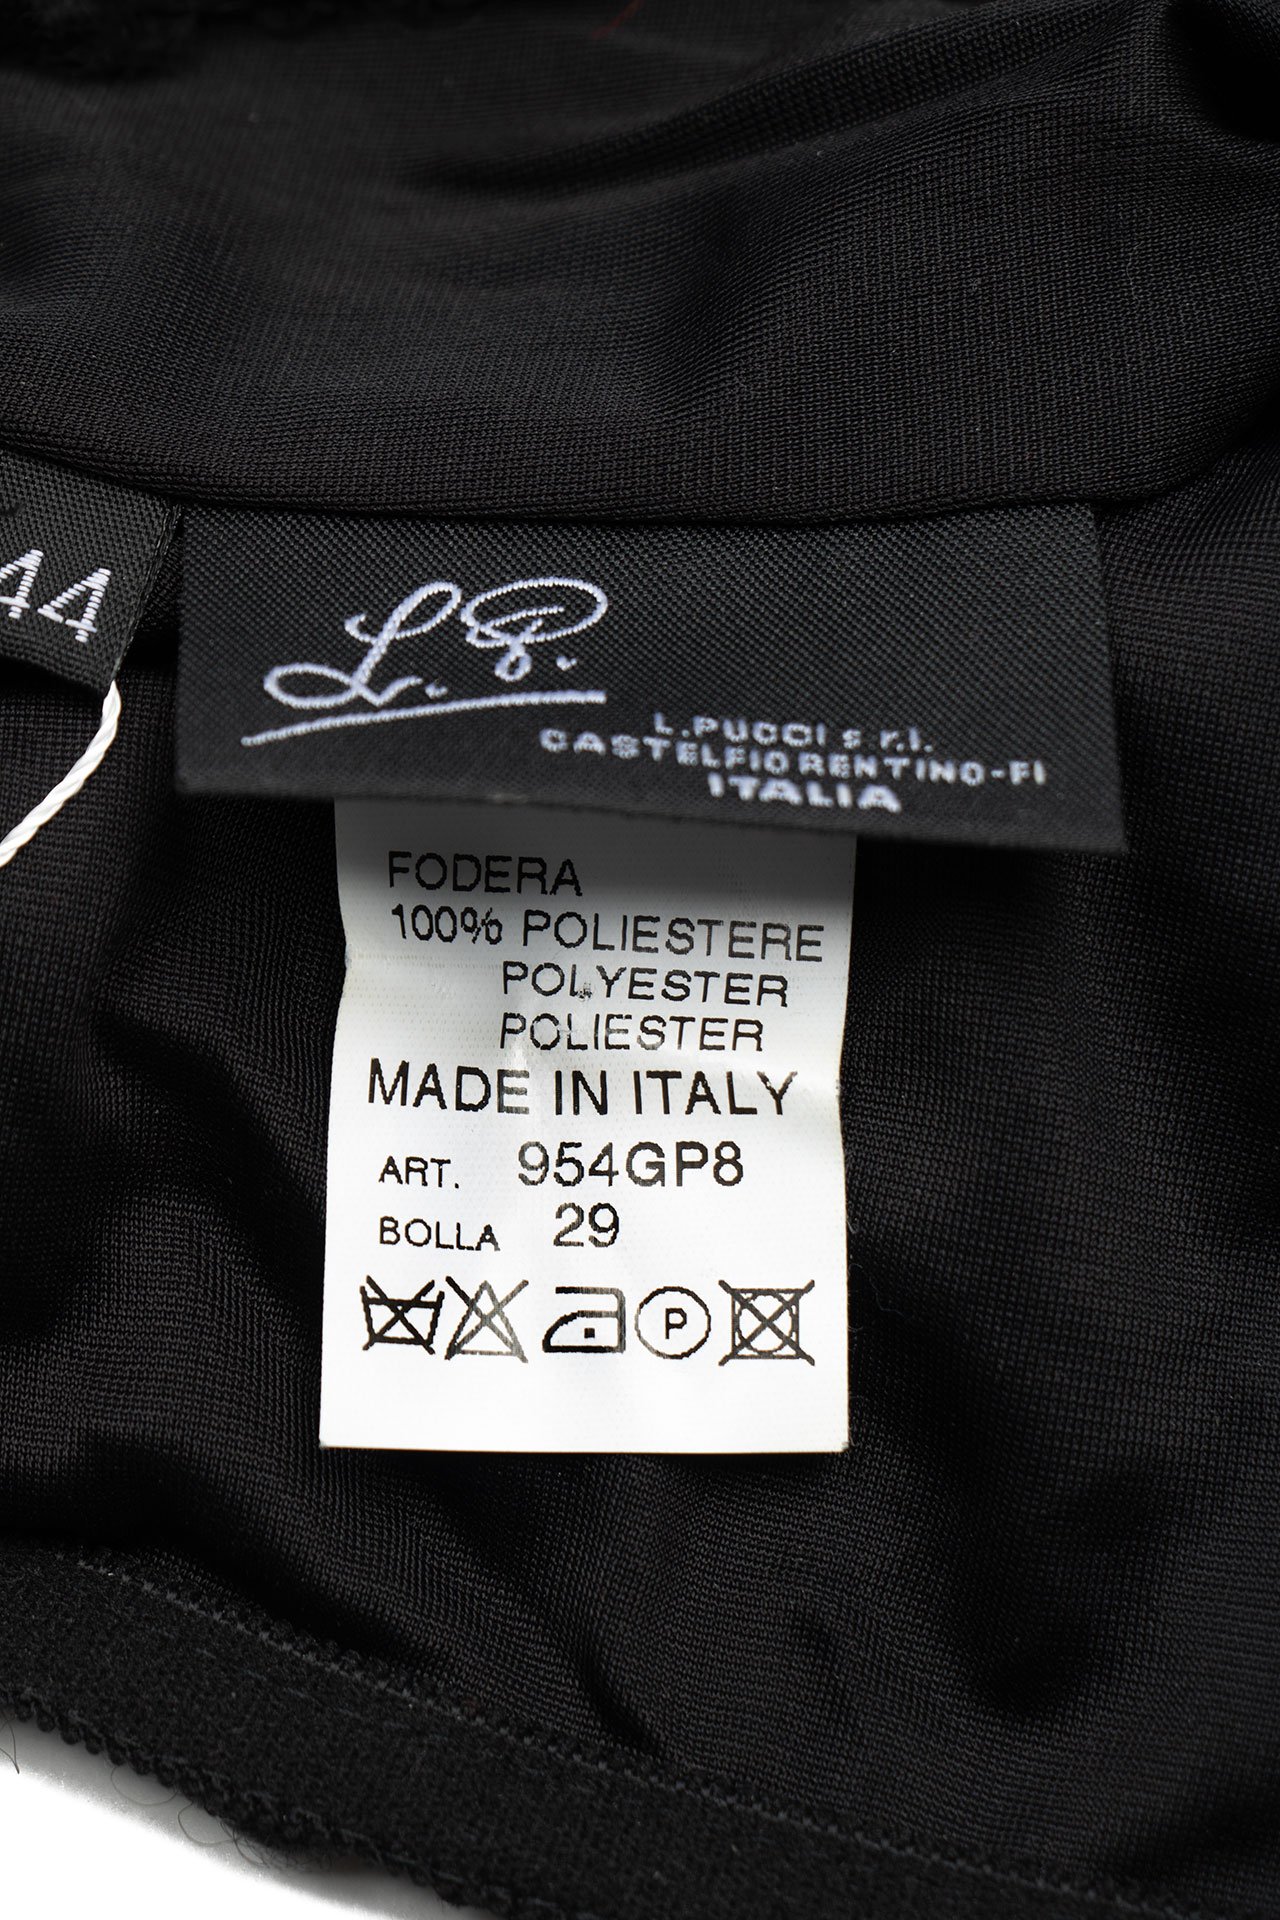 44
L.P.
L.PUCCI s.r.l.
CASTELFIORENTINO-FI
ITALIA
FODERA
100% POLIESTERE
POLYESTER
POLIESTER
MADE IN ITALY
ART. 954GP8
BOLLA 29
P